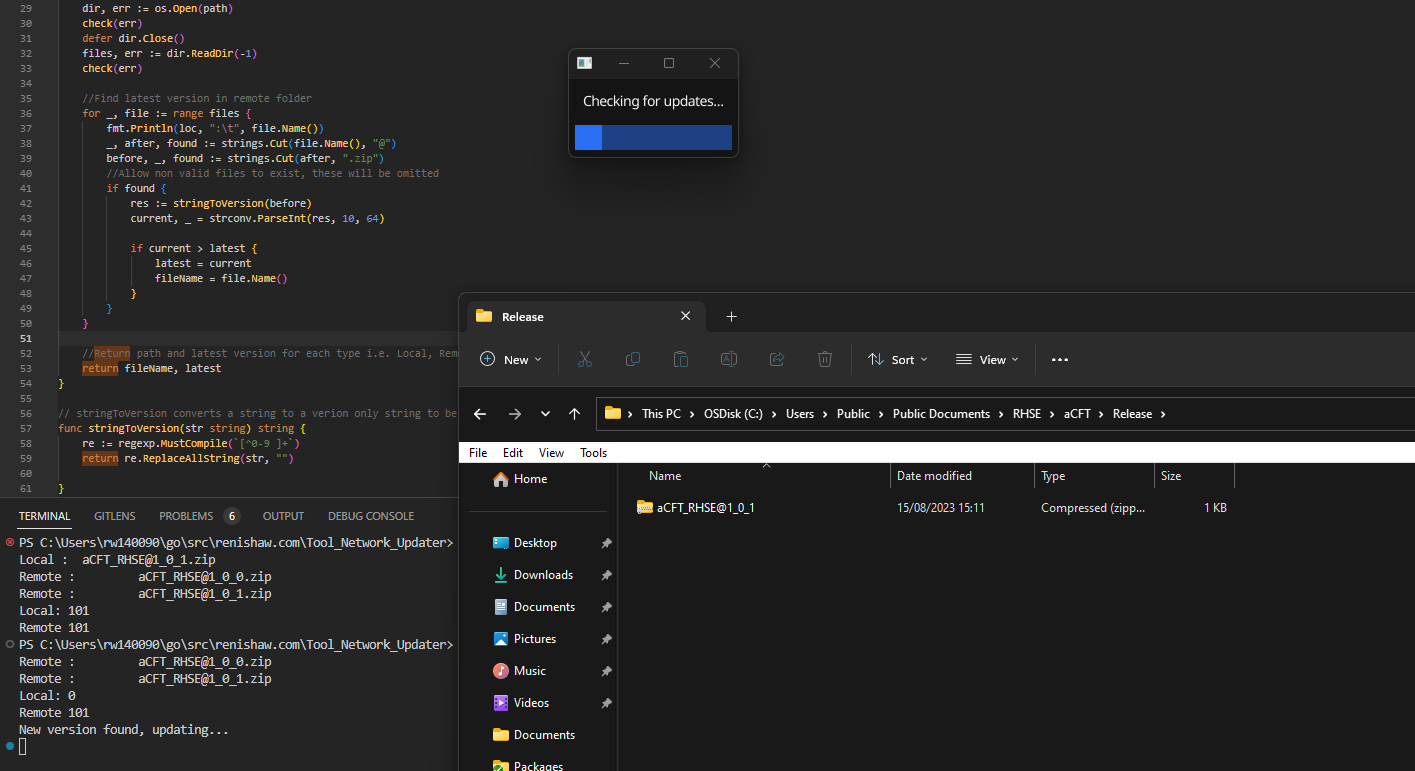 29 dir, err := os.Open(path)
30 check(err)
31 defer dir.Close()
32 files, err := dir.ReadDir(-1)
33 check(err)
34
35 //Find latest version in remote folder
36 for _, file := range files {
37 fmt.Println(loc, ":\t", file.Name())
38 _, after, found := strings.Cut(file.Name(), "@")
39 before, _, found := strings.Cut(after, ".zip")
40 //Allow non valid files to exist, these will be omitted
41 if found {
42 res := stringToVersion(before)
43 current, _ = strconv.ParseInt(res, 10, 64)
44
45 if current > latest {
46 latest = current
47 fileName = file.Name()
48 }
49 }
50 }
51
52 //Return path and latest version for each type i.e. Local, Rem
53 return fileName, latest
54 }
55
56 // stringToVersion converts a string to a verion only string to be
57 func stringToVersion(str string) string {
58 re := regexp.MustCompile(`[^0-9 ]+`)
59 return re.ReplaceAllString(str, "")
60
61 }
TERMINAL GITLENS PROBLEMS 6 OUTPUT DEBUG CONSOLE
PS C:\Users\rw140090\go\src\renishaw.com\Tool_Network_Updater>
Local : aCFT_RHSE@1_0_1.zip
Remote : aCFT_RHSE@1_0_0.zip
Remote : aCFT_RHSE@1_0_1.zip
Local: 101
Remote 101
PS C:\Users\rw140090\go\src\renishaw.com\Tool_Network_Updater>
Remote : aCFT_RHSE@1_0_0.zip
Remote : aCFT_RHSE@1_0_1.zip
Local: 0
Remote 101
New version found, updating...
Checking for updates...
Release
New Sort View
This PC OSDisk (C:) Users Public Public Documents RHSE aCFT Release
File Edit View Tools
Home
Desktop
Downloads
Documents
Pictures
Music
Videos
Documents
Packages
Name Date modified Type Size
aCFT_RHSE@1_0_1 15/08/2023 15:11 Compressed (zipp... 1 KB